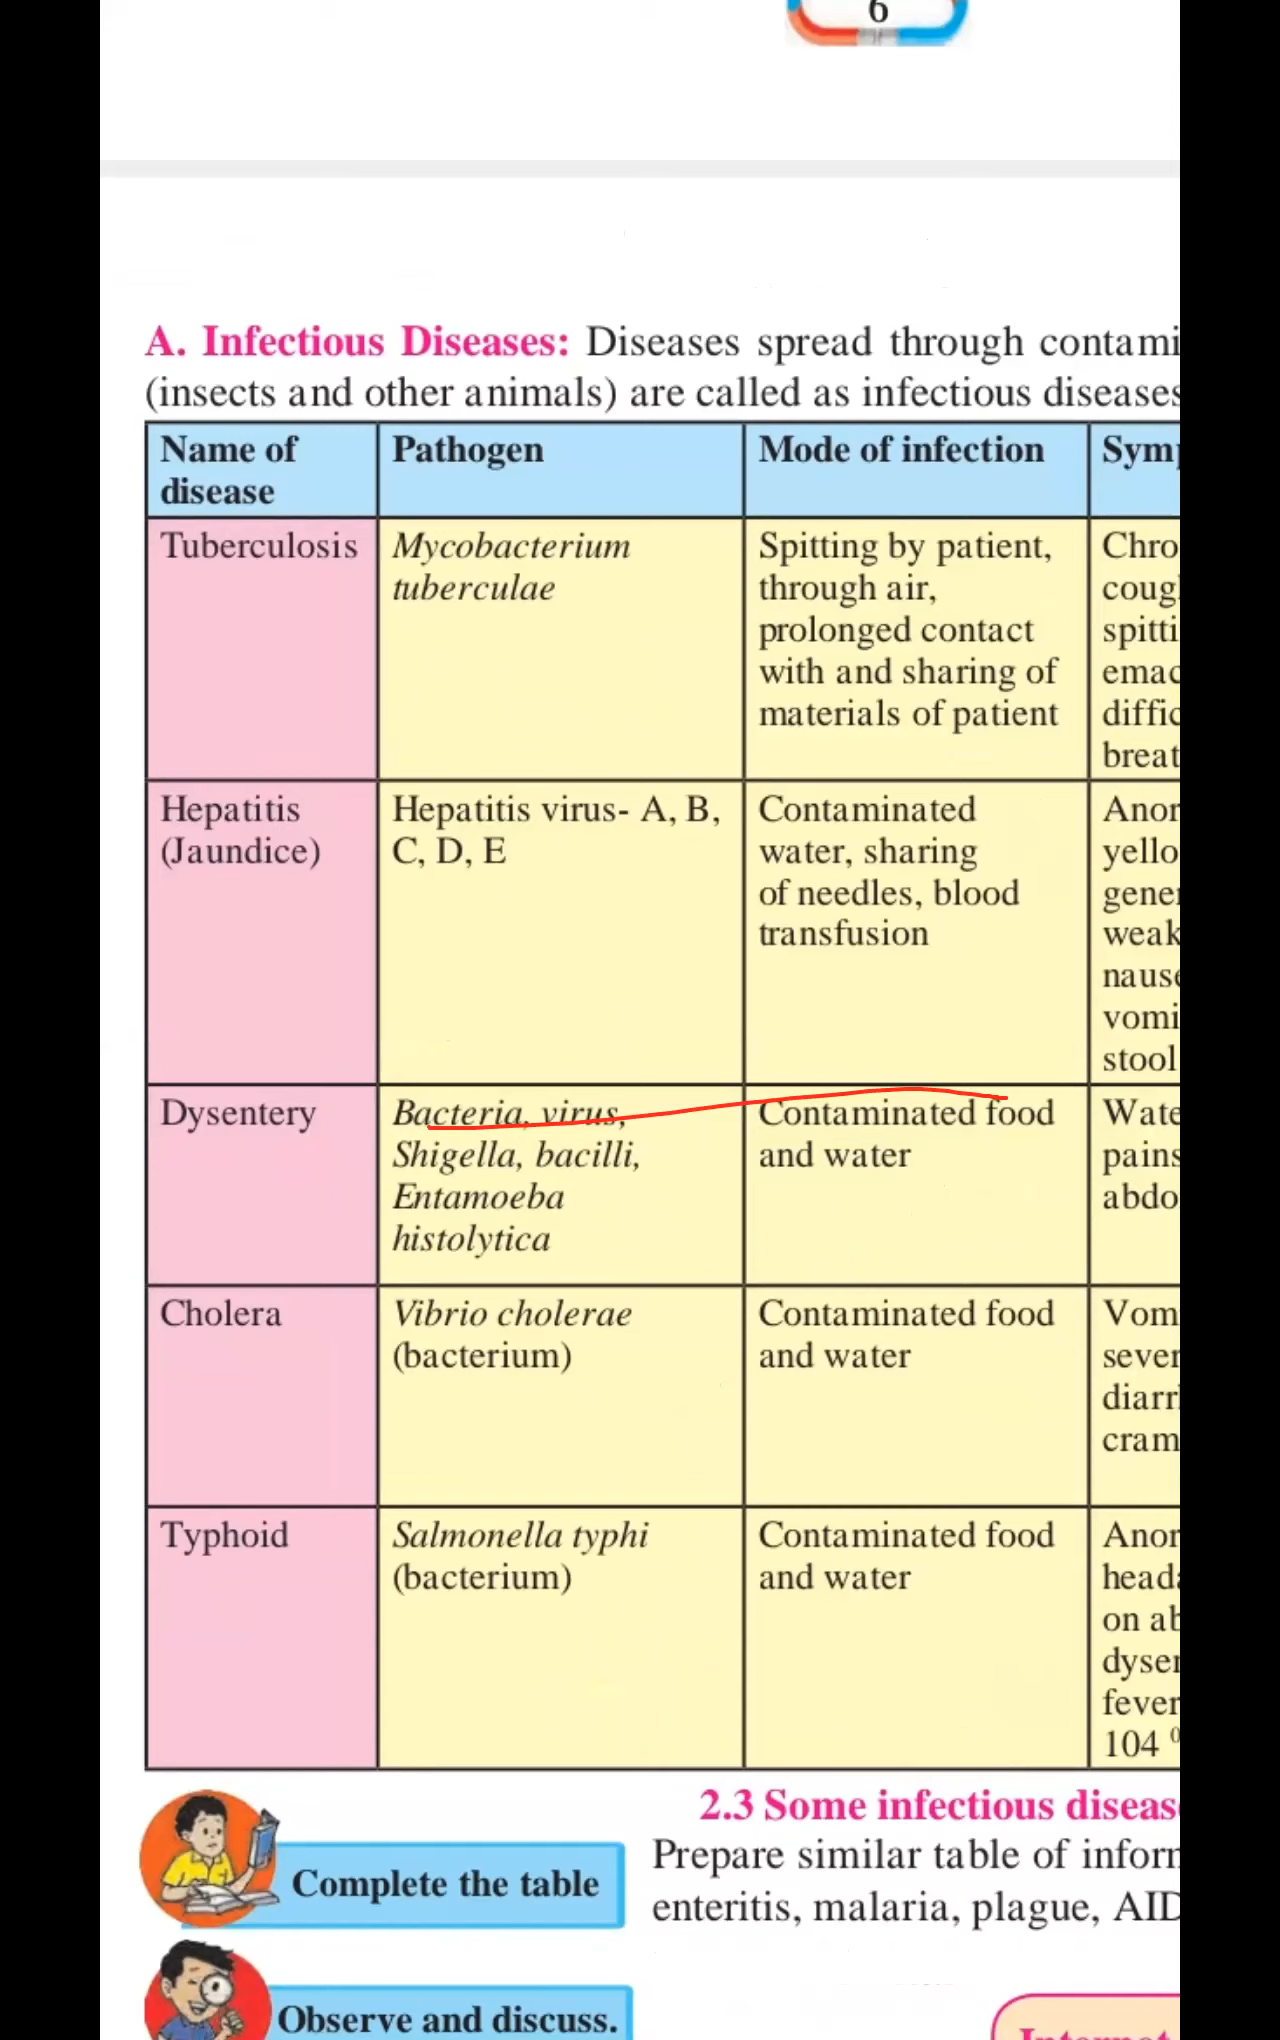 6
A. Infectious Diseases: Diseases spread through
(insects and other animals) are called as infectious diseases
Name of disease
Pathogen
Mode of infection
Tuberculosis
Mycobacterium
tuberculae
Spitting by patient,
through air,
prolonged contact
with and sharing of
materials of patient
Hepatitis
(Jaundice)
Hepatitis virus- A, B,
C, D, E
Contaminated
water, sharing
of needles, blood
transfusion
Dysentery
Bacteria, virus,
Shigella, bacilli,
Entamoeba
histolytica
Contaminated food
and water
Cholera
Vibrio cholerae
(bacterium)
Contaminated food
and water
Typhoid
Salmonella typhi
(bacterium)
Contaminated food
and water
on
104
2.3 Some infectious
Complete the table
Prepare similar table of
enteritis, malaria, plague,
Observe and discuss.